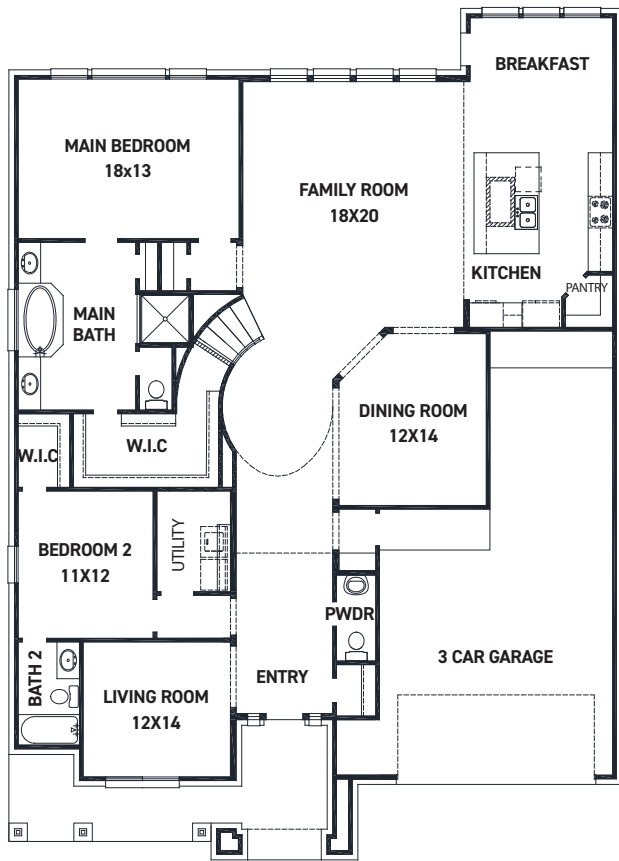 BREAKFAST
MAIN BEDROOM
18x13
FAMILY ROOM
18X20
KITCHEN
PANTRY
MAIN
BATH
DINING ROOM
12X14
W.I.C
W.I.C
UTILITY
BEDROOM 2
11X12
PWDR
3 CAR GARAGE
BATH 2
ENTRY
LIVING ROOM
12X14